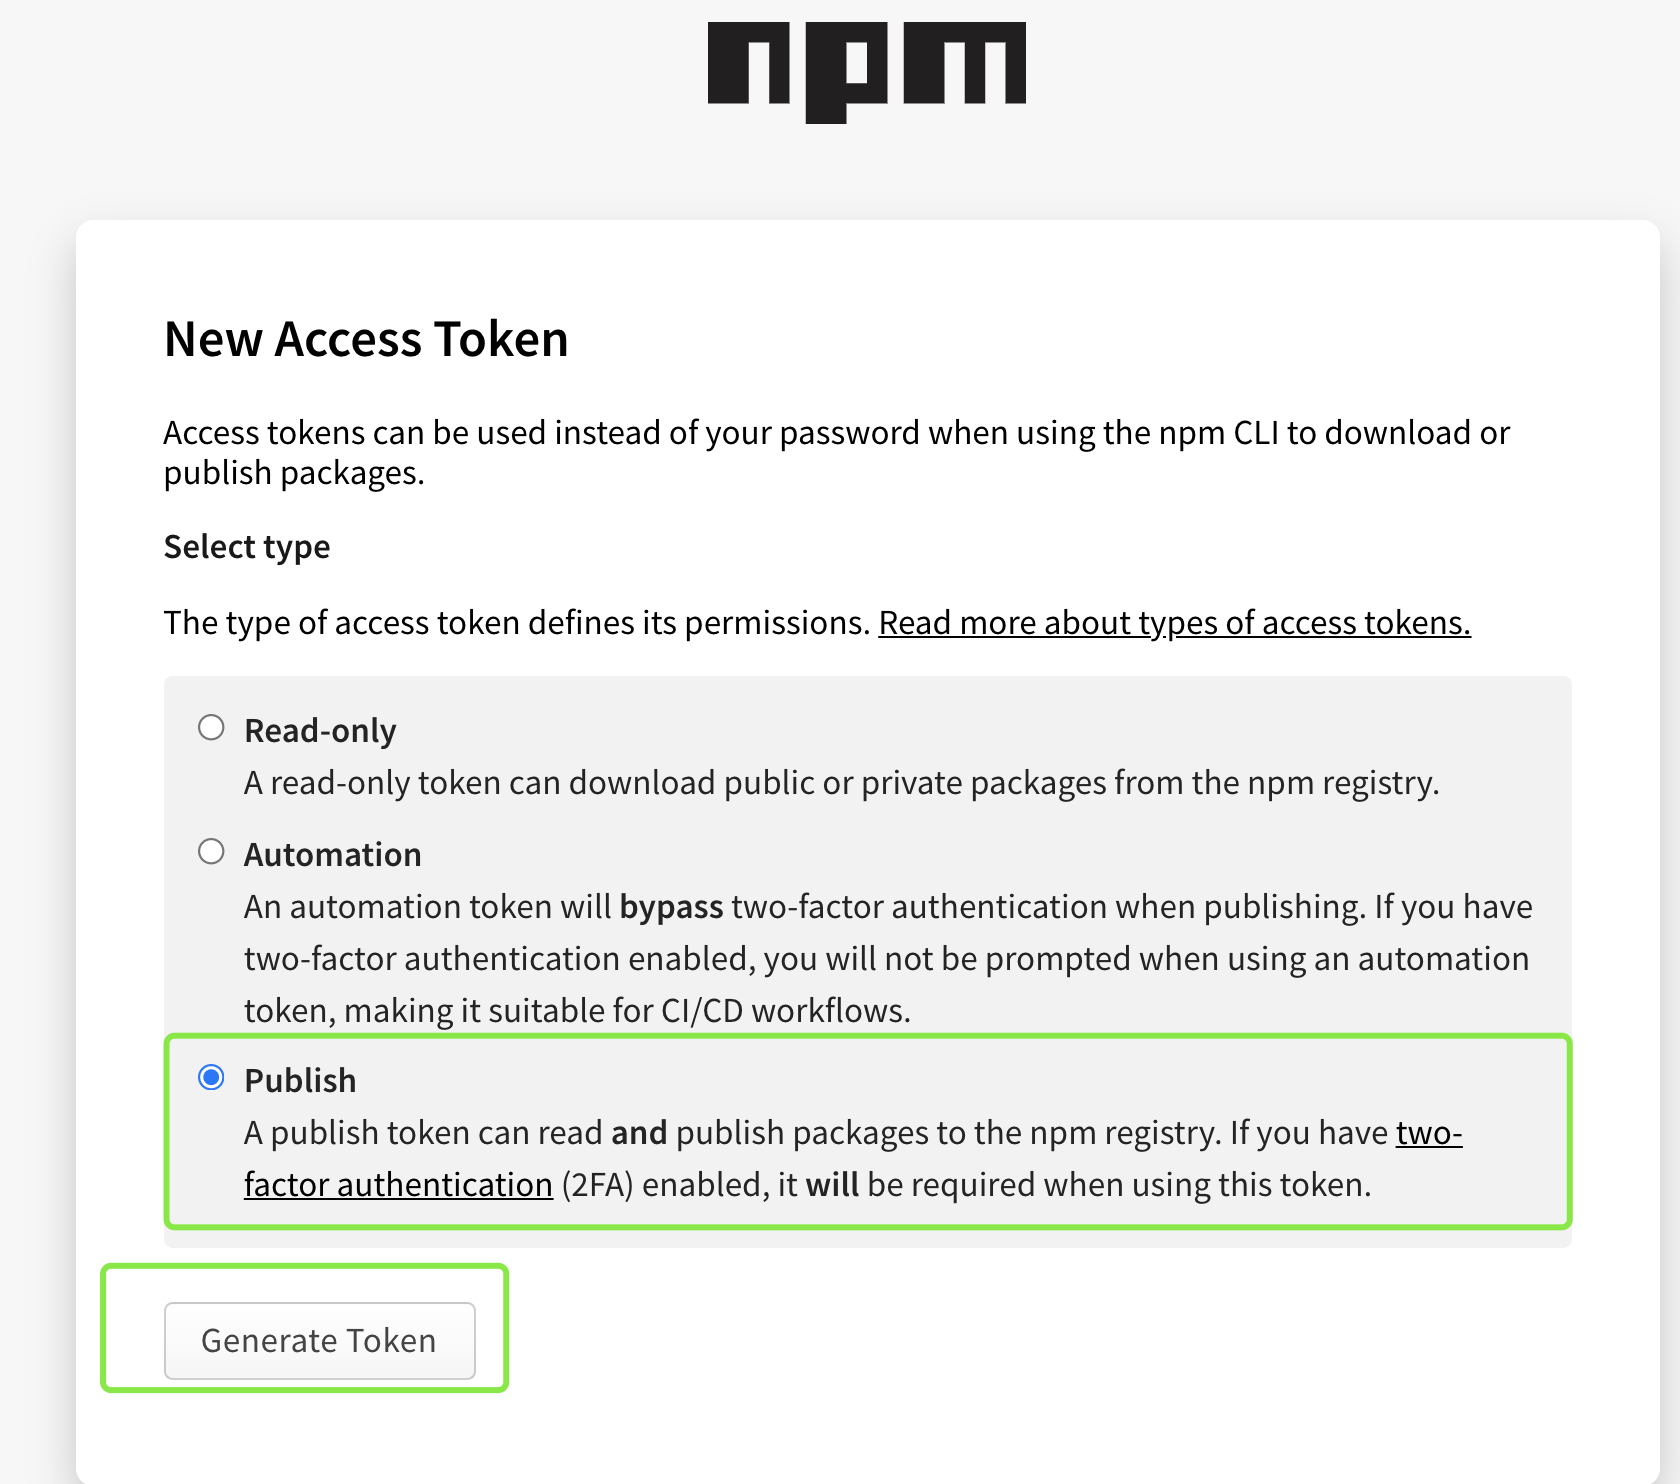 npm
New Access Token
Access tokens can be used instead of your password when using the npm CLI to download or
publish packages.
Select type
The type of access token defines its permissions. Read more about types of access tokens.
Read-only
A read-only token can download public or private packages from the npm registry.
Automation
An automation token will bypass two-factor authentication when publishing. If you have
two-factor authentication enabled, you will not be prompted when using an automation
token, making it suitable for CI/CD workflows.
Publish
A publish token can read and publish packages to the npm registry. If you have two-
factor authentication (2FA) enabled, it will be required when using this token.
Generate Token